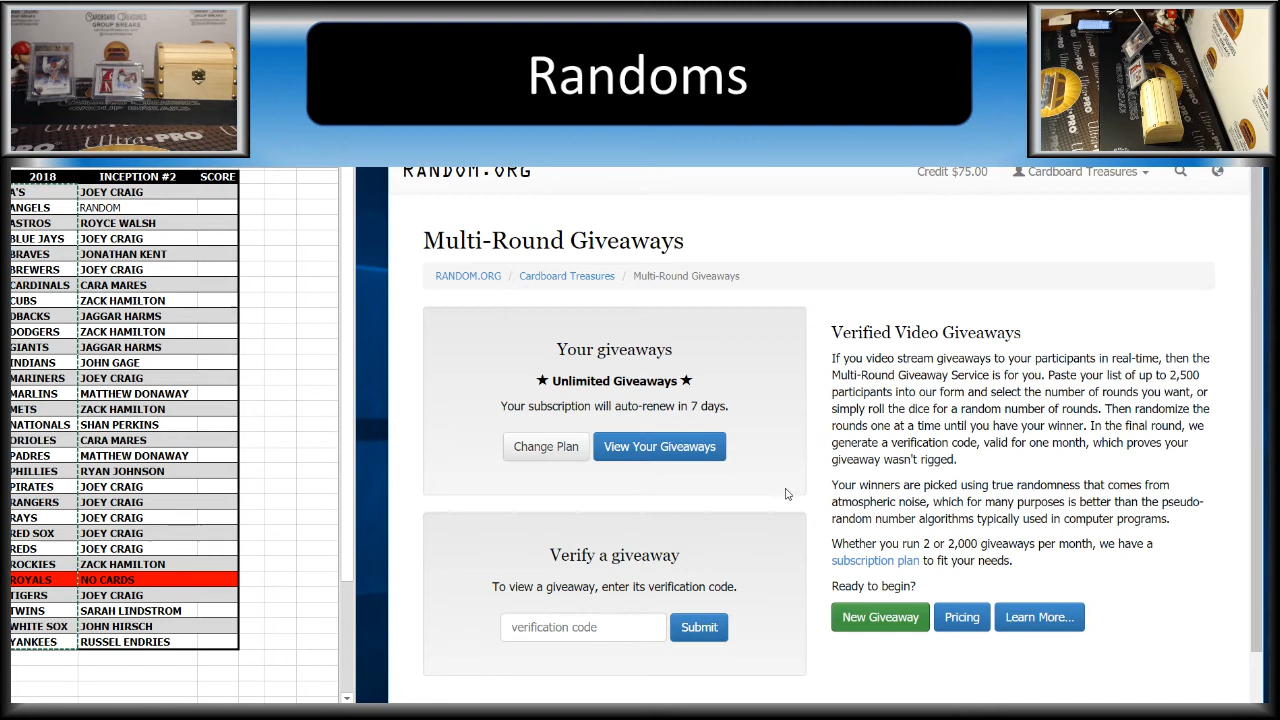 CARDBOARD TREASURES
GROUP BREAKS
Ultra•PRO
Randoms
2018 INCEPTION #2 SCORE
A'S JOEY CRAIG
ANGELS RANDOM
ASTROS ROYCE WALSH
BLUE JAYS JOEY CRAIG
BRAVES JONATHAN KENT
BREWERS JOEY CRAIG
CARDINALS CARA MARES
CUBS ZACK HAMILTON
DBACKS JAGGAR HARMS
DODGERS ZACK HAMILTON
GIANTS JAGGAR HARMS
INDIANS JOHN GAGE
MARINERS JOEY CRAIG
MARLINS MATTHEW DONAWAY
METS ZACK HAMILTON
NATIONALS SHAN PERKINS
ORIOLES CARA MARES
PADRES MATTHEW DONAWAY
PHILLIES RYAN JOHNSON
PIRATES JOEY CRAIG
RANGERS JOEY CRAIG
RAYS JOEY CRAIG
RED SOX JOEY CRAIG
REDS JOEY CRAIG
ROCKIES ZACK HAMILTON
ROYALS NO CARDS
TIGERS JOEY CRAIG
TWINS SARAH LINDSTROM
WHITE SOX JOHN HIRSCH
YANKEES RUSSEL ENDRIES
RANDOM.ORG
Credit $75.00 Cardboard Treasures
Multi-Round Giveaways
RANDOM.ORG / Cardboard Treasures / Multi-Round Giveaways
Your giveaways
★ Unlimited Giveaways ★
Your subscription will auto-renew in 7 days.
Change Plan View Your Giveaways
Verify a giveaway
To view a giveaway, enter its verification code.
verification code Submit
Verified Video Giveaways
If you video stream giveaways to your participants in real-time, then the
Multi-Round Giveaway Service is for you. Paste your list of up to 2,500
participants into our form and select the number of rounds you want, or
simply roll the dice for a random number of rounds. Then randomize the
rounds one at a time until you have your winner. In the final round, we
generate a verification code, valid for one month, which proves your
giveaway wasn't rigged.
Your winners are picked using true randomness that comes from
atmospheric noise, which for many purposes is better than the pseudo-
random number algorithms typically used in computer programs.
Whether you run 2 or 2,000 giveaways per month, we have a
subscription plan to fit your needs.
Ready to begin?
New Giveaway Pricing Learn More...